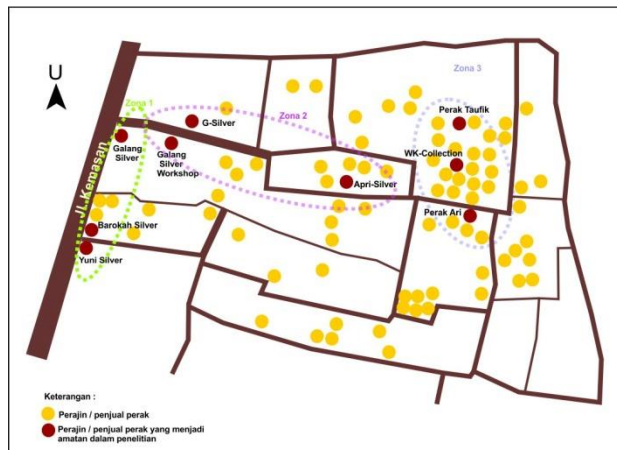 U
Jl. Kemasan
Zona 1
Zona 2
Zona 3
G-Silver
Galang
Silver
Galang
Silver
Workshop
Apri-Silver
Perak Taufik
WK-Collection
Perak Ari
Barokah Silver
Yuni Silver
Keterangan :
Perajin / penjual perak
Perajin / penjual perak yang menjadi
amatan dalam penelitian